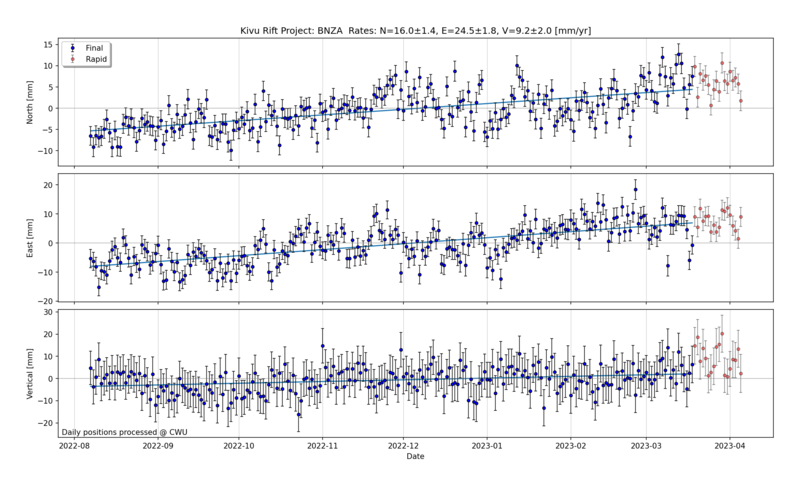 Kivu Rift Project: BNZA Rates: N=16.0±1.4, E=24.5±1.8, V=9.2±2.0 [mm/yr]
Final
Rapid
North [mm]
15
10
5
0
−5
−10
East [mm]
20
10
0
−10
−20
Vertical [mm]
30
20
10
0
−10
−20
Daily positions processed @ CWU
2022-08 2022-09 2022-10 2022-11 2022-12 2023-01 2023-02 2023-03 2023-04
Date